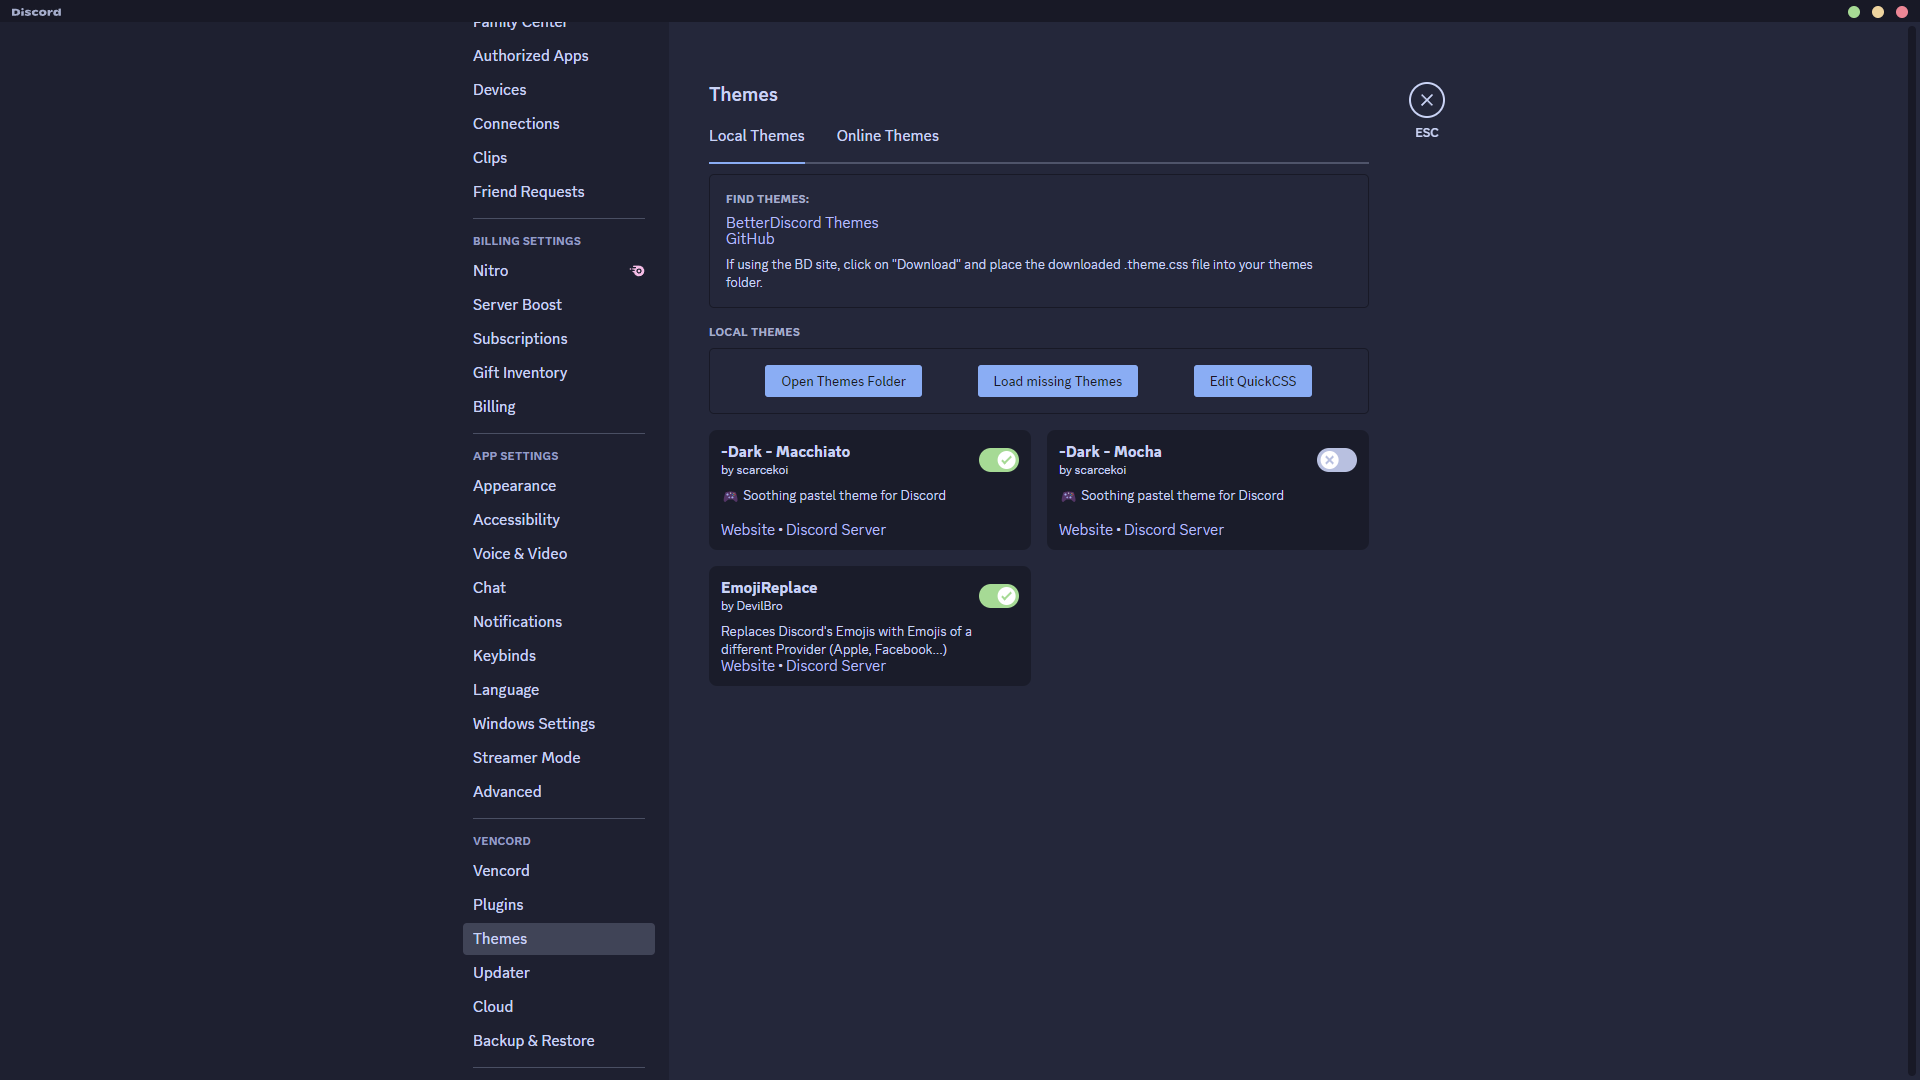 Discord
Family Center
Authorized Apps
Devices
Connections
Clips
Friend Requests
BILLING SETTINGS
Nitro
Server Boost
Subscriptions
Gift Inventory
Billing
APP SETTINGS
Appearance
Accessibility
Voice & Video
Chat
Notifications
Keybinds
Language
Windows Settings
Streamer Mode
Advanced
VENCORD
Vencord
Plugins
Themes
Updater
Cloud
Backup & Restore
Themes
ESC
Local Themes
Online Themes
FIND THEMES:
BetterDiscord Themes
GitHub
If using the BD site, click on "Download" and place the downloaded .theme.css file into your themes
folder.
LOCAL THEMES
Open Themes Folder
Load missing Themes
Edit QuickCSS
-Dark - Macchiato
by scarcekoi
🎮 Soothing pastel theme for Discord
Website • Discord Server
-Dark - Mocha
by scarcekoi
🎮 Soothing pastel theme for Discord
Website • Discord Server
EmojiReplace
by DevilBro
Replaces Discord's Emojis with Emojis of a
different Provider (Apple, Facebook...)
Website • Discord Server